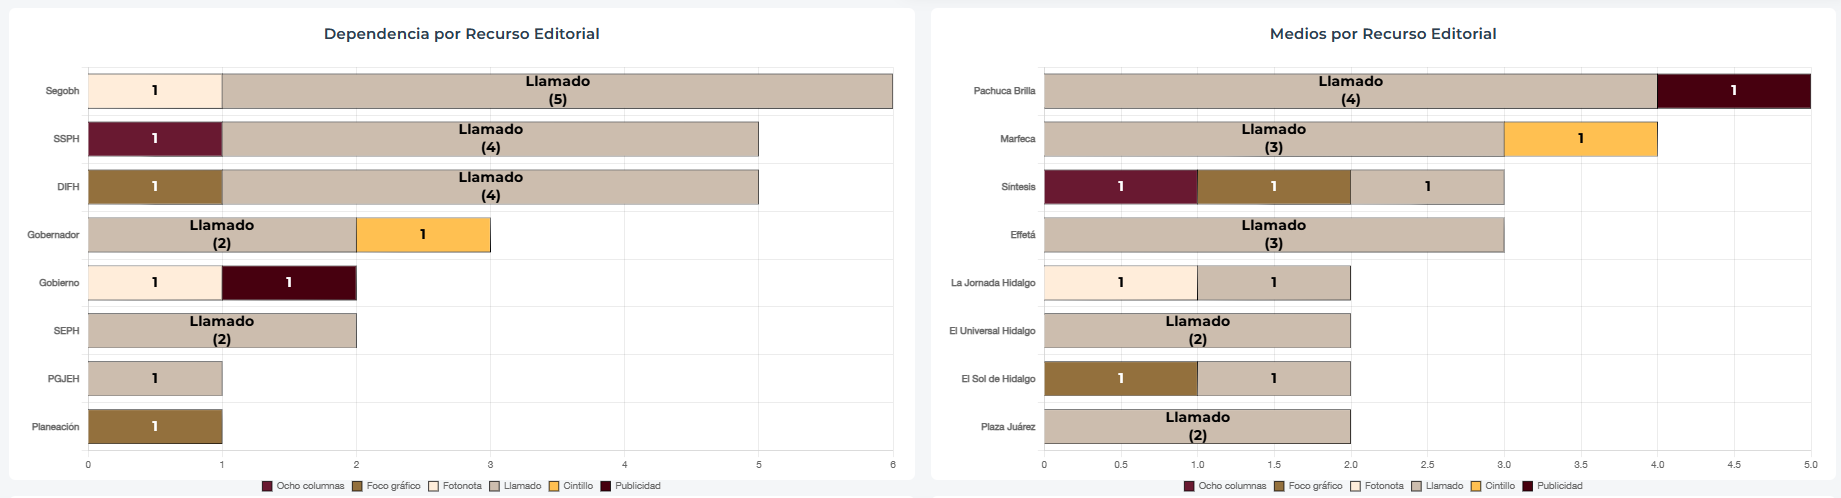 Dependencia por Recurso Editorial
Segobh
1
Llamado
(5)
SSPH
1
Llamado
(4)
DIFH
1
Llamado
(4)
Gobernador
Llamado
(2)
1
Gobierno
1
1
SEPH
Llamado
(2)
PGJEH
1
Planeación
1
0 1 2 3 4 5 6
Ocho columnas Foco gráfico Fotonota Llamado Cintillo Publicidad
Medios por Recurso Editorial
Pachuca Brilla
Llamado
(4)
1
Marfeca
Llamado
(3)
1
Síntesis
1
1
1
Effetá
Llamado
(3)
La Jornada Hidalgo
1
1
El Universal Hidalgo
Llamado
(2)
El Sol de Hidalgo
1
1
Plaza Juárez
Llamado
(2)
0 0.5 1.0 1.5 2.0 2.5 3.0 3.5 4.0 4.5 5.0
Ocho columnas Foco gráfico Fotonota Llamado Cintillo Publicidad